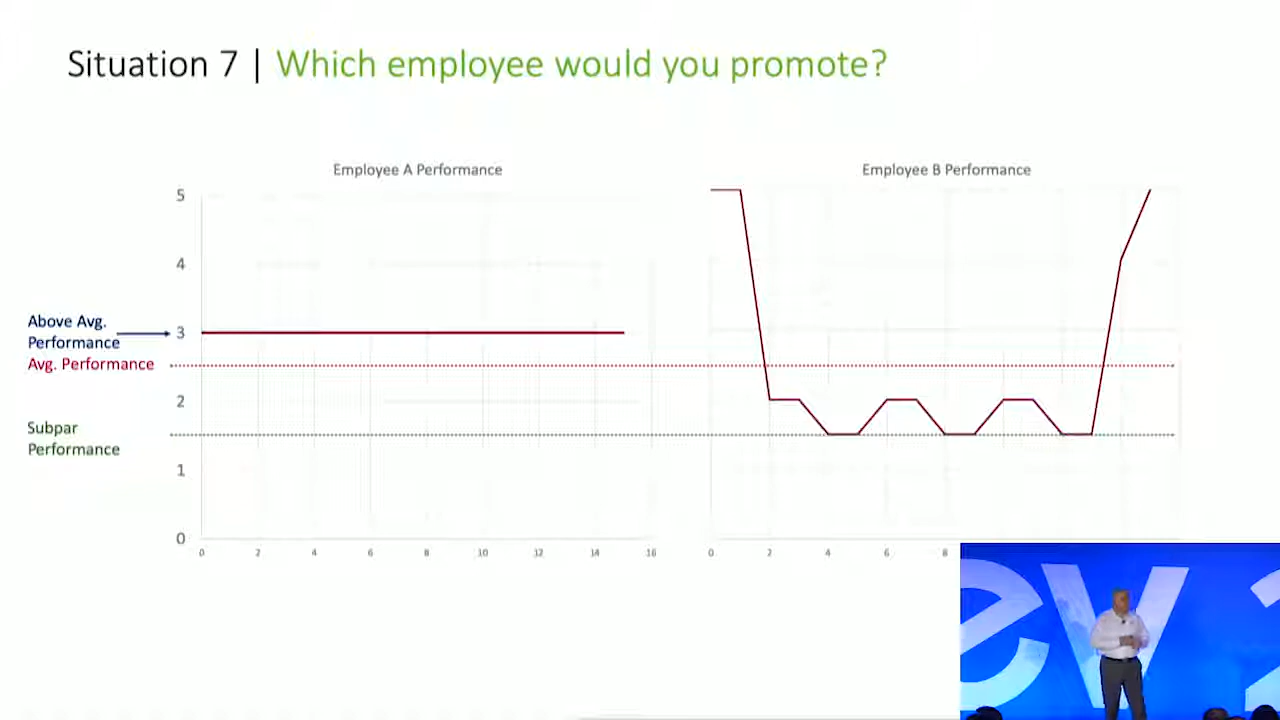 Situation 7 | Which employee would you promote?
Employee A Performance
Employee B Performance
5
4
3
2
1
0
Above Avg.
Performance
Avg. Performance
Subpar
Performance
0 2 4 6 8 10 12 14 16
0 2 4 6 8
ev 2